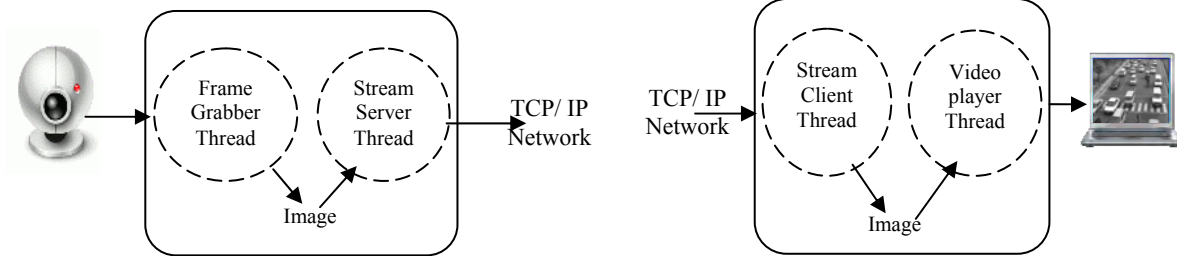 Frame
Grabber
Thread
Stream
Server
Thread
Image
TCP/ IP
Network
TCP/ IP
Network
Stream
Client
Thread
Video
player
Thread
Image